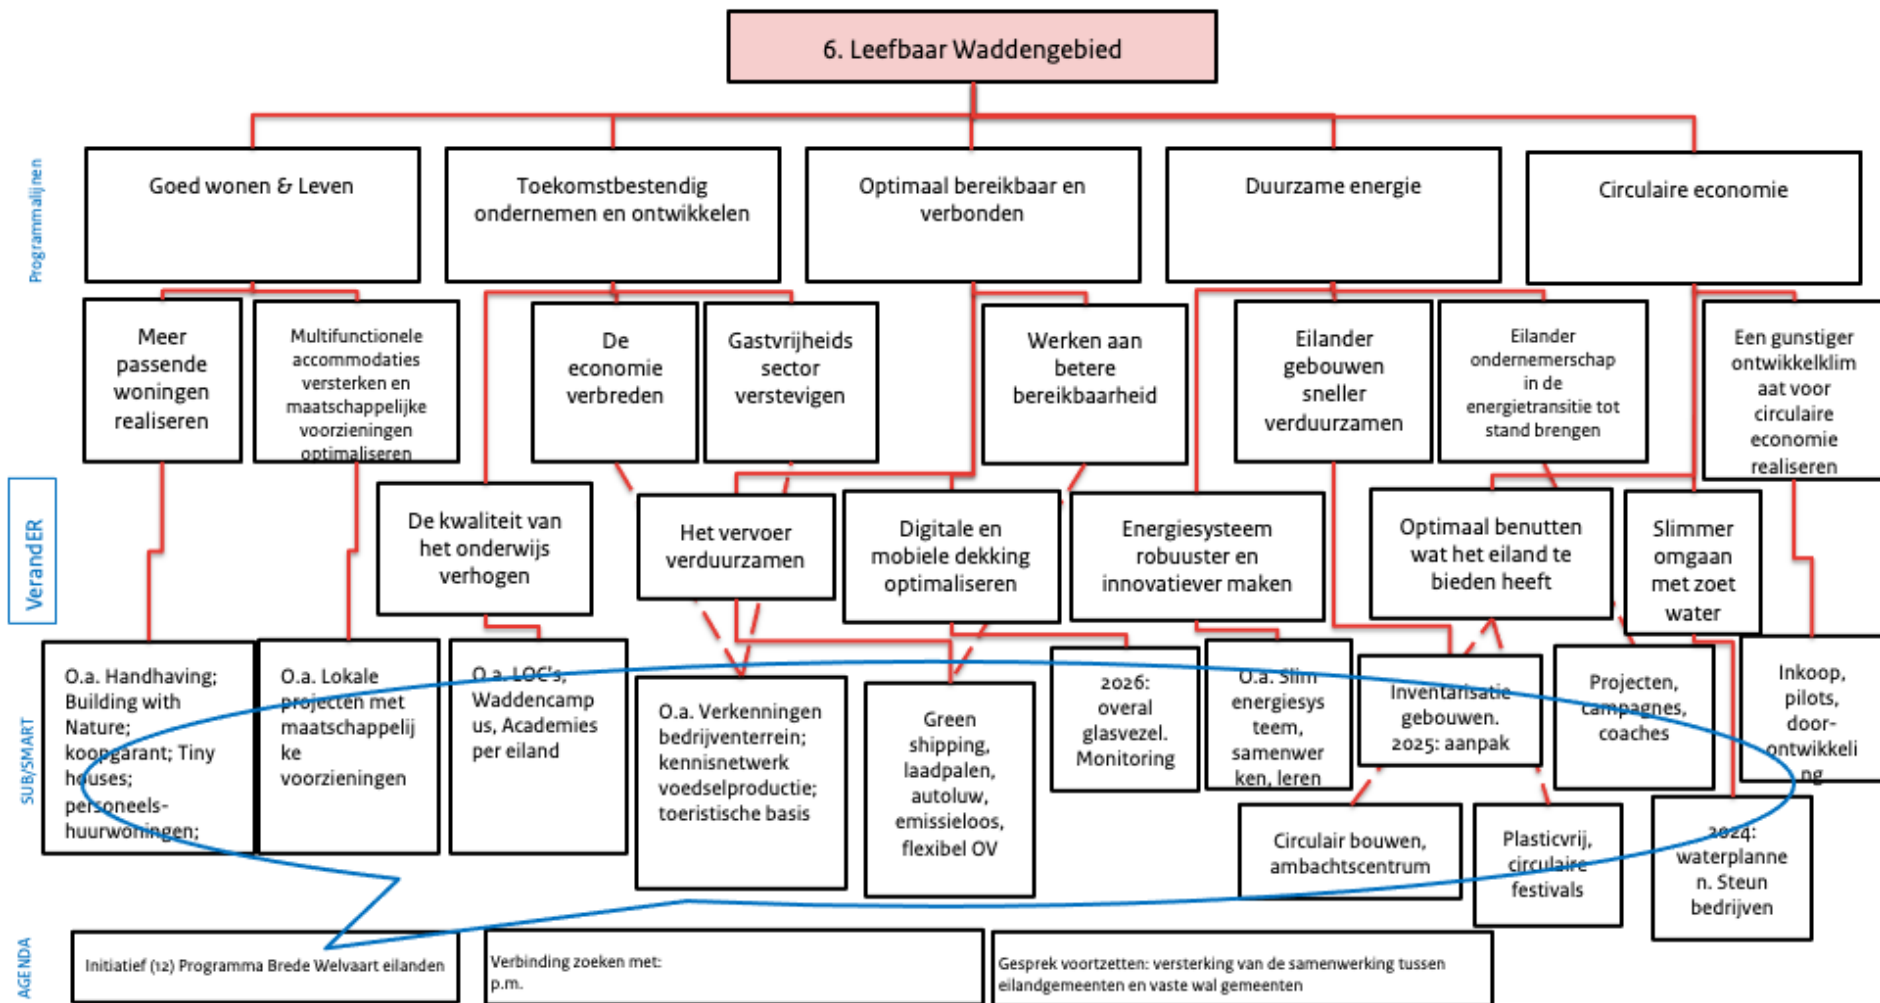 6. Leefbaar Waddengebied
Programmalijnen
Goed wonen & Leven
Toekomstbestendig
ondernemen en ontwikkelen
Optimaal bereikbaar en
verbonden
Duurzame energie
Circulaire economie
Meer
passende
woningen
realiseren
Multifunctionele
accommodaties
versterken en
maatschappelijke
voorzieningen
optimaliseren
De
economie
verbreden
Gastvrijheids
sector
verstevigen
Werken aan
betere
bereikbaarheid
Eilander
gebouwen
sneller
verduurzamen
Eilander
ondernemerschap
in de
energietransitie tot
stand brengen
Een gunstiger
ontwikkelklim
aat voor
circulaire
economie
realiseren
VerandER
De kwaliteit van
het onderwijs
verhogen
Het vervoer
verduurzamen
Digitale en
mobiele dekking
optimaliseren
Energiesysteem
robuuster en
innovatiever maken
Optimaal benutten
wat het eiland te
bieden heeft
Slimmer
omgaan
met zoet
water
SUB/SMART
O.a. Handhaving;
Building with
Nature;
koopgarant; Tiny
houses;
personeels-
huurwoningen;
O.a. Lokale
projecten met
maatschappelij
ke
voorzieningen
O.a. LOC's,
Waddencamp
us, Academies
per eiland
O.a. Verkenningen
bedrijventerrein;
kennisnetwerk
voedselproductie;
toeristische basis
Green
shipping,
laadpalen,
autoluw,
emissieloos,
flexibel OV
2026:
overal
glasvezel.
Monitoring
O.a. Slim
energiesys
teem,
samenwer
ken, leren
Inventarisatie
gebouwen.
2025: aanpak
Projecten,
campagnes,
coaches
Inkoop,
pilots,
door-
ontwikkeli
ng
Circulair bouwen,
ambachtscentrum
Plasticvrij,
circulaire
festivals
2024:
waterplanne
n. Steun
bedrijven
AGENDA
Initiatief (12) Programma Brede Welvaart eilanden
Verbinding zoeken met:
p.m.
Gesprek voortzetten: versterking van de samenwerking tussen
eilandgemeenten en vaste wal gemeenten